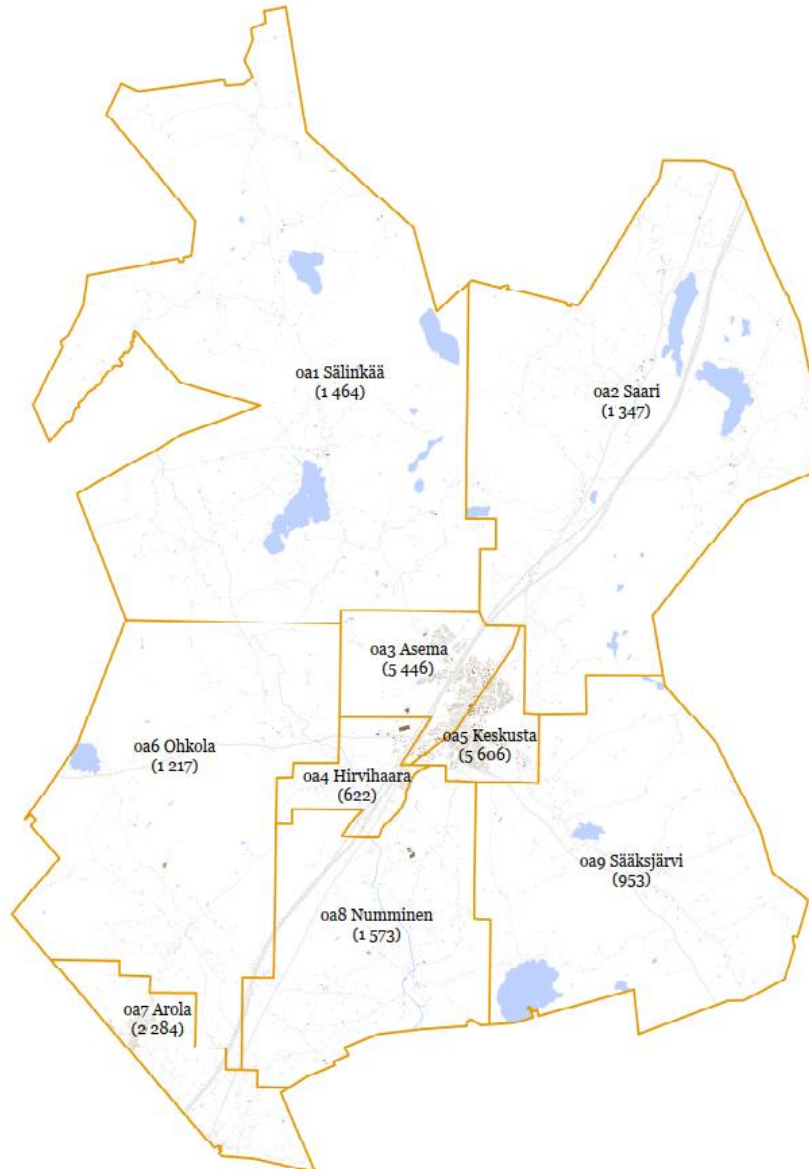 oa1 Sälinkää
(1 464)
oa2 Saari
(1 347)
oa3 Asema
(5 446)
oa5 Keskusta
(5 606)
oa6 Ohkola
(1 217)
oa4 Hirvihaara
(622)
oa9 Sääksjärvi
(953)
oa8 Numminen
(1 573)
oa7 Arola
(2 284)